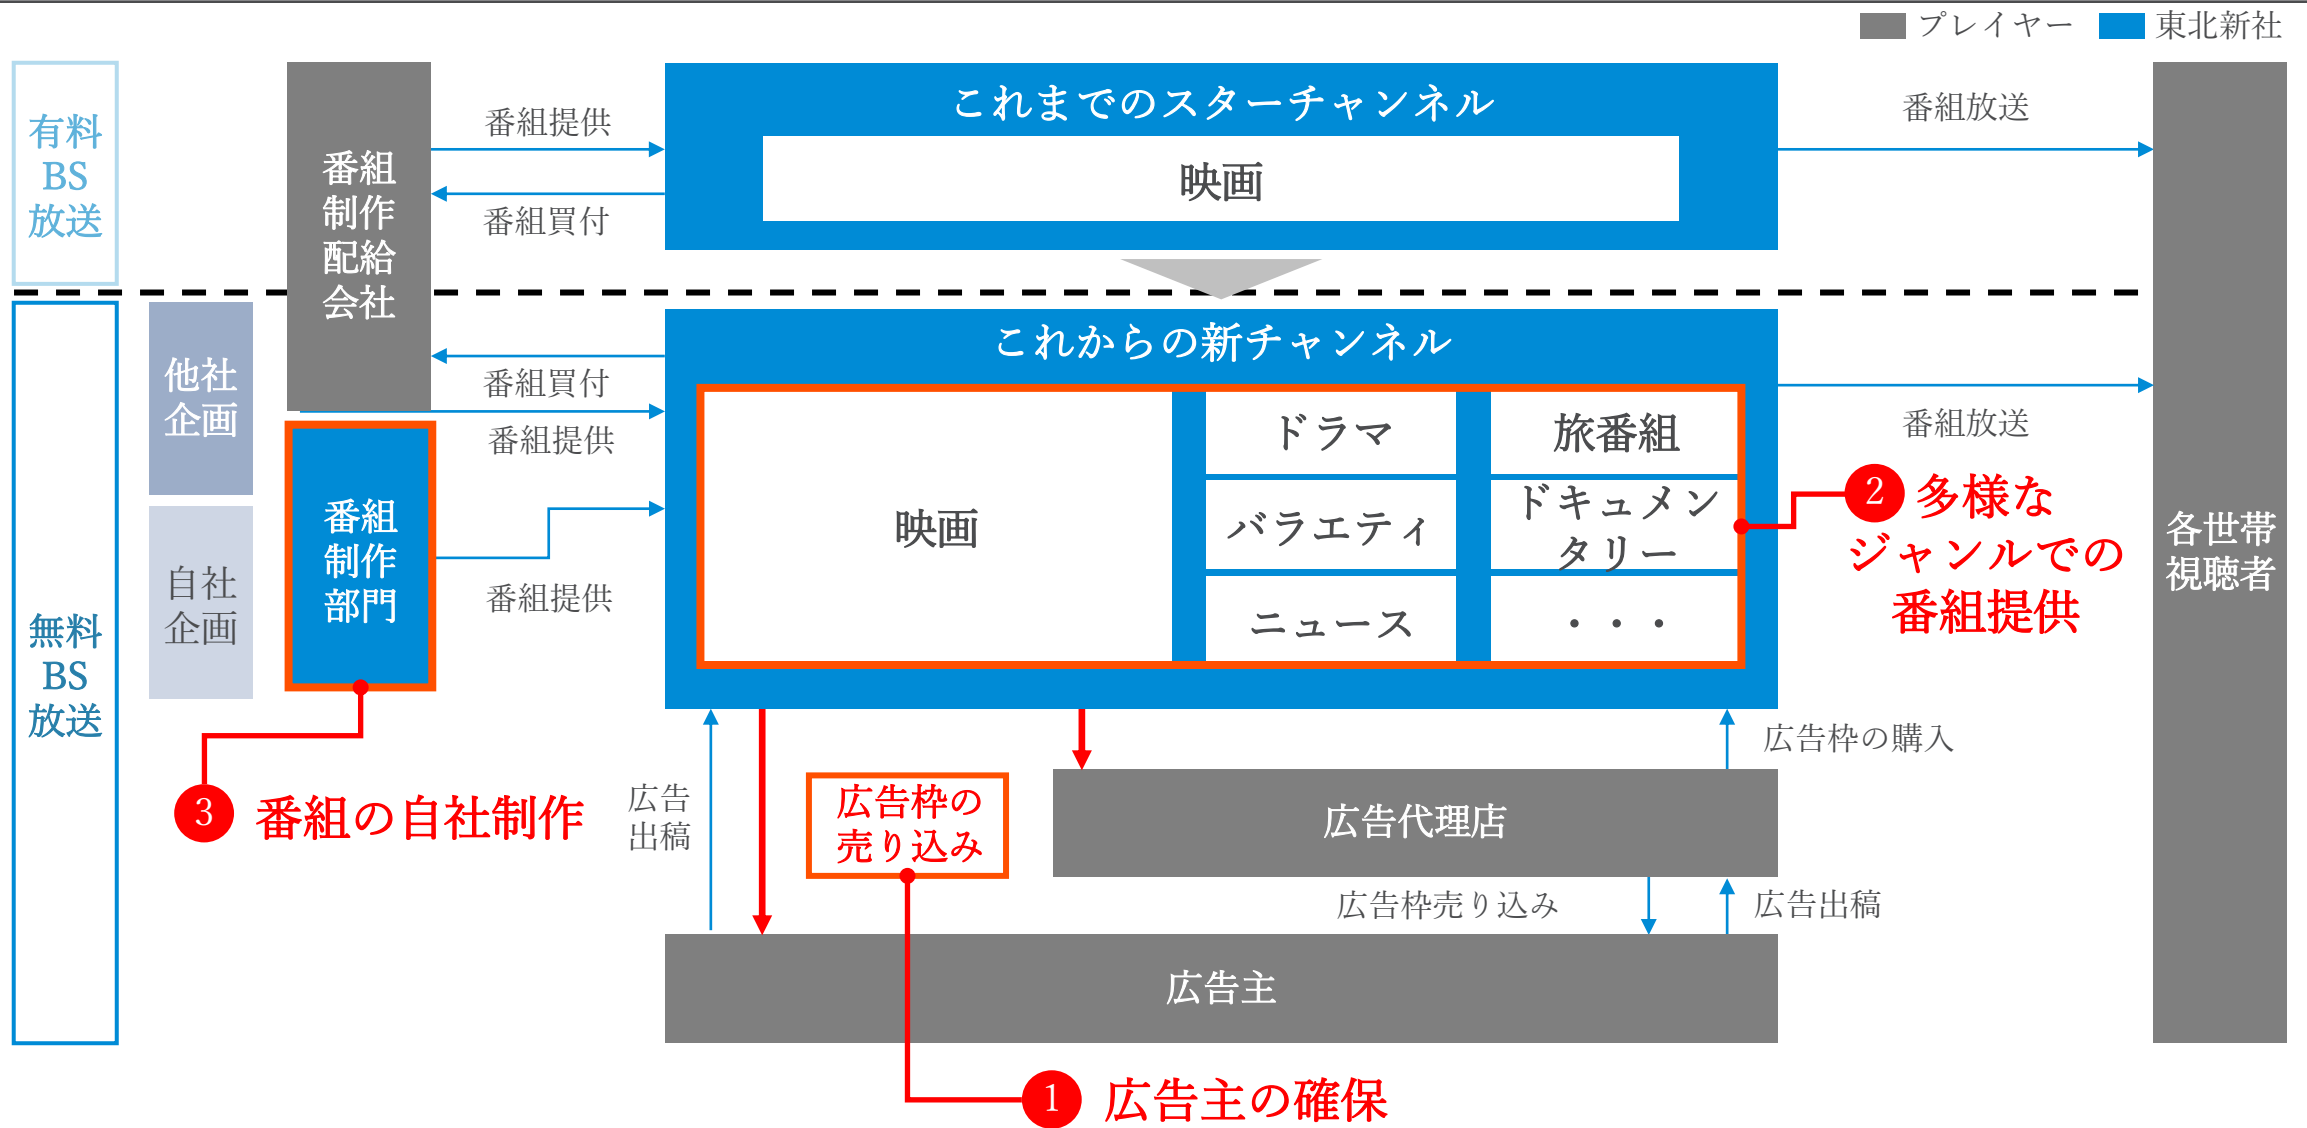 プレイヤー
東北新社
有料
BS
放送
番組
制作
配給
会社
番組提供
番組買付
これまでのスターチャンネル
映画
番組放送
各世帯
視聴者
無料
BS
放送
他社
企画
自社
企画
番組買付
番組提供
番組
制作
部門
番組提供
これからの新チャンネル
映画
ドラマ
バラエティ
ニュース
旅番組
ドキュメン
タリー
・・・
番組放送
2 多様な
ジャンルでの
番組提供
3 番組の自社制作
広告
出稿
広告枠の
売り込み
広告枠の購入
広告代理店
広告枠売り込み
広告出稿
広告主
1 広告主の確保